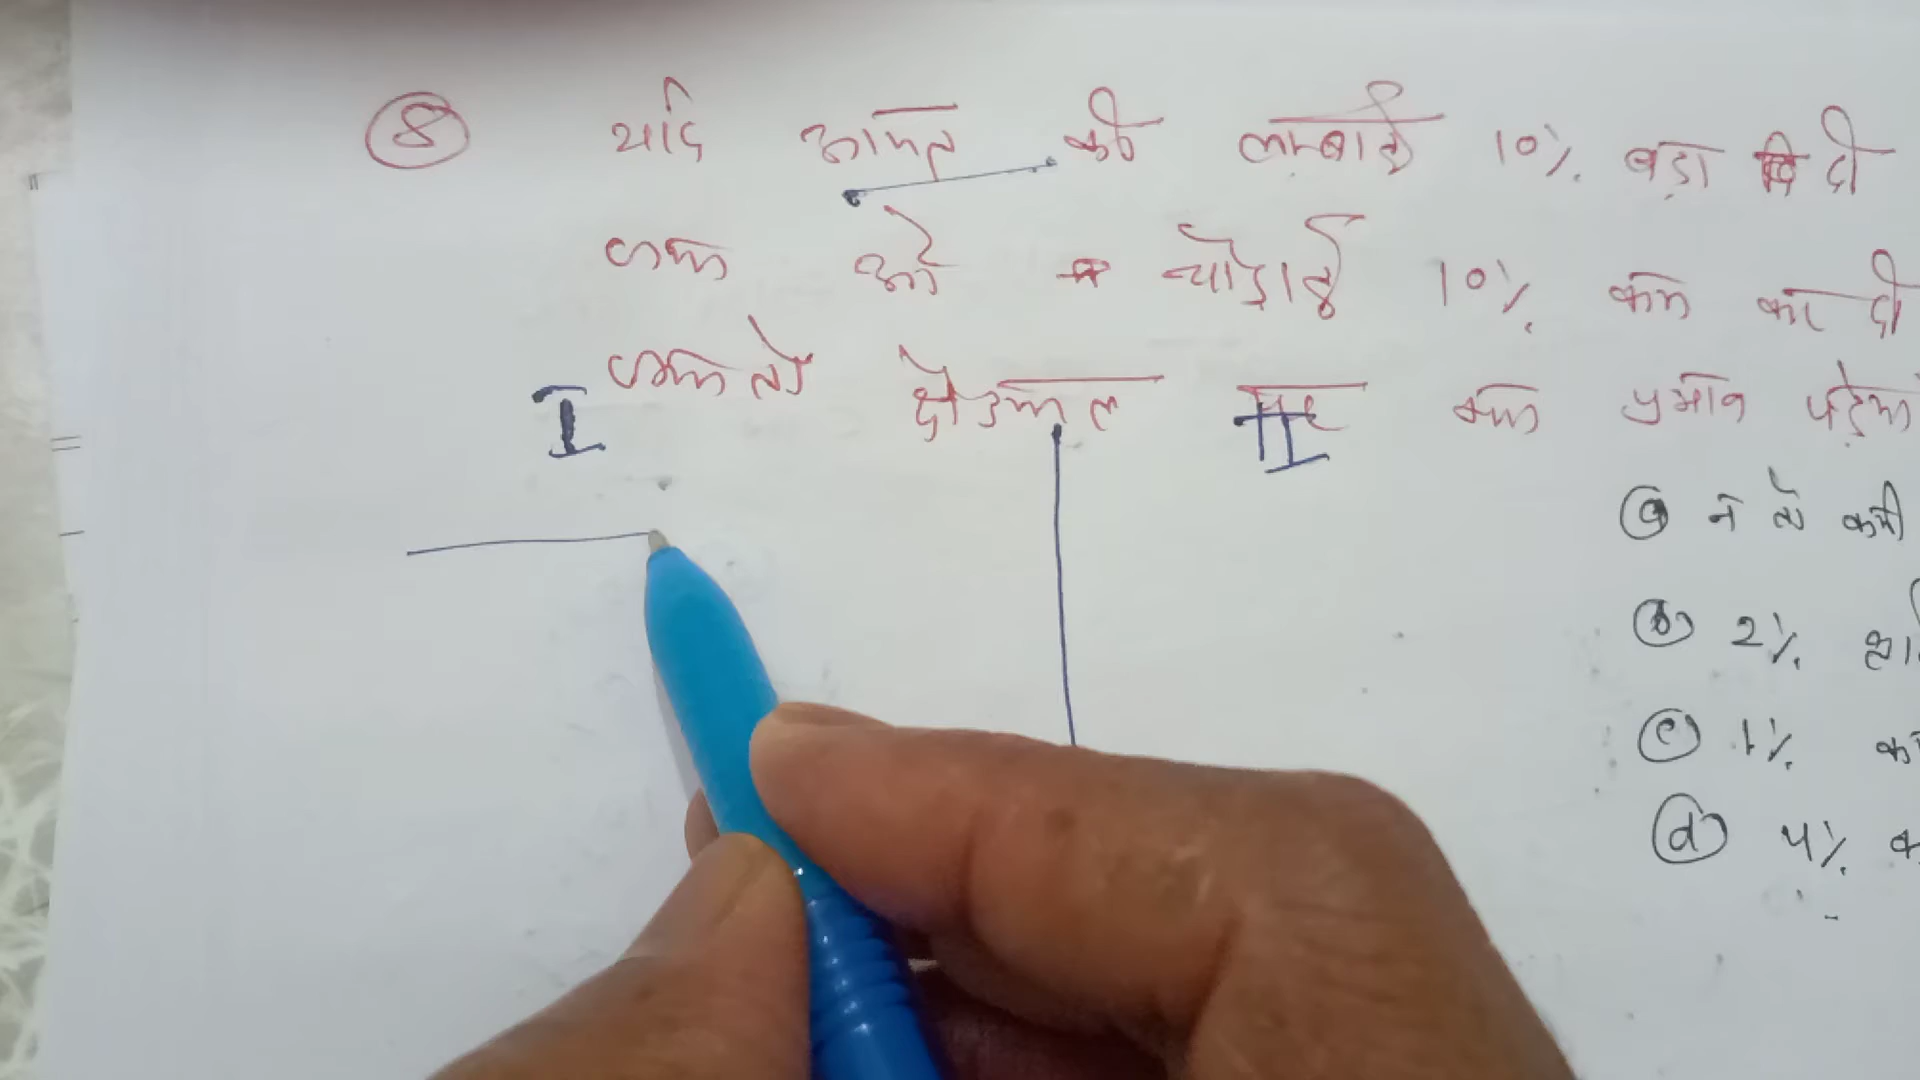 ⑧ यदि आयत की लम्बाई 10% बढ़ा दी
जाय और चौड़ाई 10% कम कर दी
जाय तो क्षेत्रफल पर क्या प्रभाव पड़ेगा
I II
ⓐ न तो कमी
ⓑ 2%
ⓒ 1%
ⓓ 4%